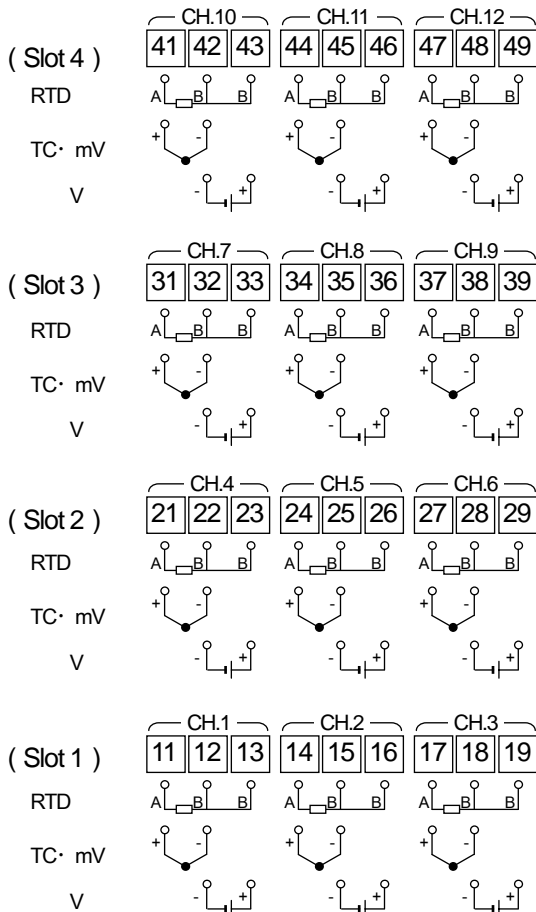 CH.10 CH.11 CH.12
( Slot 4 ) 41 42 43 44 45 46 47 48 49
RTD A B B A B B A B B
TC· mV + - + - + -
V - + - + - +
CH.7 CH.8 CH.9
( Slot 3 ) 31 32 33 34 35 36 37 38 39
RTD A B B A B B A B B
TC· mV + - + - + -
V - + - + - +
CH.4 CH.5 CH.6
( Slot 2 ) 21 22 23 24 25 26 27 28 29
RTD A B B A B B A B B
TC· mV + - + - + -
V - + - + - +
CH.1 CH.2 CH.3
( Slot 1 ) 11 12 13 14 15 16 17 18 19
RTD A B B A B B A B B
TC· mV + - + - + -
V - + - + - +